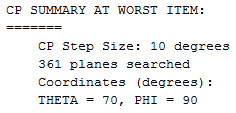 CP SUMMARY AT WORST ITEM:
=======
CP Step Size: 10 degrees
361 planes searched
Coordinates (degrees):
THETA = 70, PHI = 90